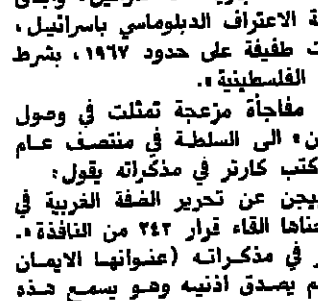 ة الاعتراف الدبلوماسي باسرائيل،
ت طفيفة على حدود ١٩٦٧، بشرط
الفلسطينية».
مفاجأة مزعجة تمثلت في وصول
ن» الى السلطة في منتصف عام
كتب كارتر في مذكراته يقول:
يجن عن تحرير الضفة الغربية في
عناها القاء قرار ٢٤٢ من النافذة».
ر في مذكراته (عنوانها الايمان
م يصدق اذنيه وهو يسمع هذه